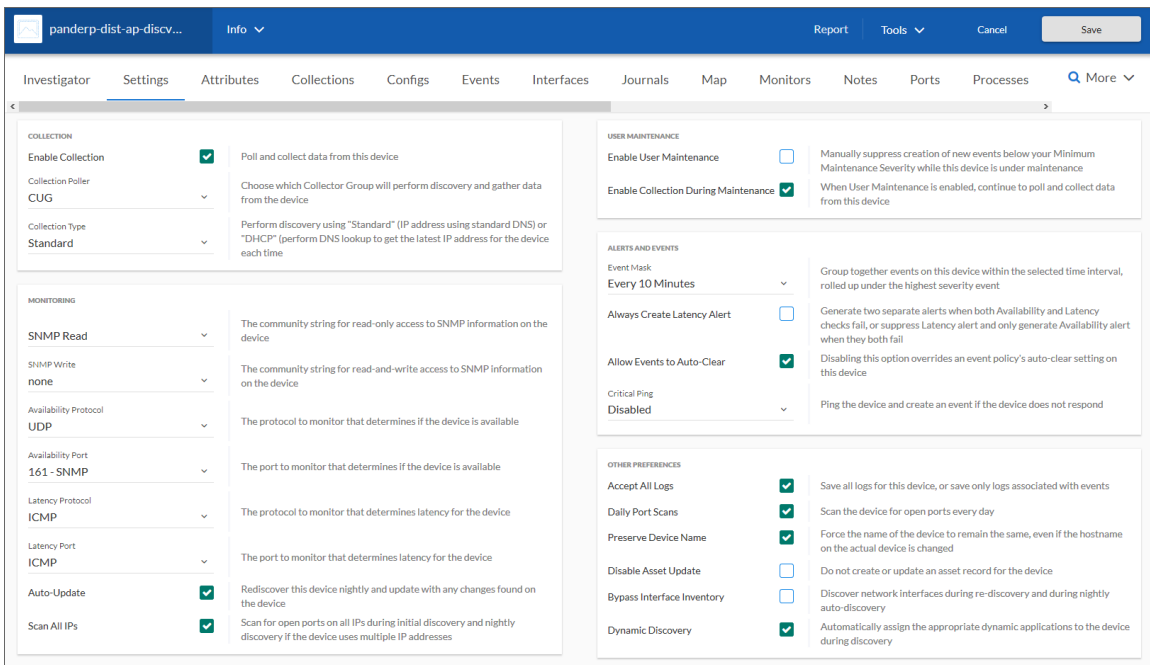 panderp-dist-ap-discv...
Info
Report
Tools
Cancel
Save
Investigator
Settings
Attributes
Collections
Configs
Events
Interfaces
Journals
Map
Monitors
Notes
Ports
Processes
More
COLLECTION
Enable Collection
Poll and collect data from this device
Collection Poller
CUG
Choose which Collector Group will perform discovery and gather data
from the device
Collection Type
Standard
Perform discovery using "Standard" (IP address using standard DNS) or
"DHCP" (perform DNS lookup to get the latest IP address for the device
each time
MONITORING
SNMP Read
The community string for read-only access to SNMP information on the
device
SNMP Write
none
The community string for read-and-write access to SNMP information
on the device
Availability Protocol
UDP
The protocol to monitor that determines if the device is available
Availability Port
161 - SNMP
The port to monitor that determines if the device is available
Latency Protocol
ICMP
The protocol to monitor that determines latency for the device
Latency Port
ICMP
The port to monitor that determines latency for the device
Auto-Update
Rediscover this device nightly and update with any changes found on
the device
Scan All IPs
Scan for open ports on all IPs during initial discovery and nightly
discovery if the device uses multiple IP addresses
USER MAINTENANCE
Enable User Maintenance
Manually suppress creation of new events below your Minimum
Maintenance Severity while this device is under maintenance
Enable Collection During Maintenance
When User Maintenance is enabled, continue to poll and collect data
from this device
ALERTS AND EVENTS
Event Mask
Every 10 Minutes
Group together events on this device within the selected time interval,
rolled up under the highest severity event
Always Create Latency Alert
Generate two separate alerts when both Availability and Latency
checks fail, or suppress Latency alert and only generate Availability alert
when they both fail
Allow Events to Auto-Clear
Disabling this option overrides an event policy's auto-clear setting on
this device
Critical Ping
Disabled
Ping the device and create an event if the device does not respond
OTHER PREFERENCES
Accept All Logs
Save all logs for this device, or save only logs associated with events
Daily Port Scans
Scan the device for open ports every day
Preserve Device Name
Force the name of the device to remain the same, even if the hostname
on the actual device is changed
Disable Asset Update
Do not create or update an asset record for the device
Bypass Interface Inventory
Discover network interfaces during re-discovery and during nightly
auto-discovery
Dynamic Discovery
Automatically assign the appropriate dynamic applications to the device
during discovery